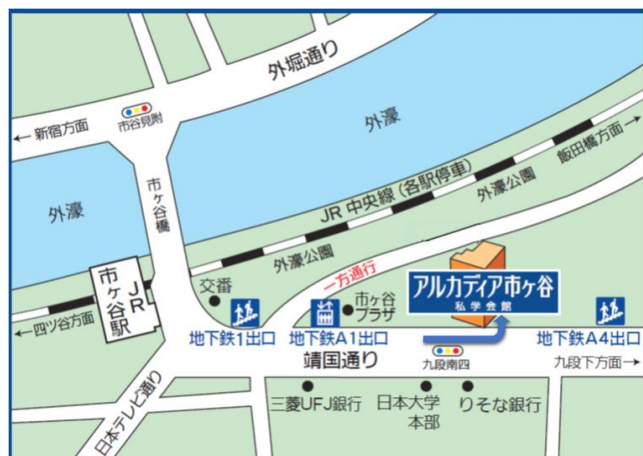 外堀通り
外濠
← 新宿方面
市谷見附
飯田橋方面 →
市ヶ谷橋
JR 中央線 (各駅停車)
外濠公園
外濠
外濠公園
一方通行
アルカディア市ヶ谷
私学会館
JR
市ヶ谷駅
交番
市ヶ谷
プラザ
←四ツ谷方面
地下鉄1出口
地下鉄A1出口
地下鉄A4出口
靖国通り
九段南四
九段下方面→
日本テレビ通り
三菱UFJ銀行
日本大学
本部
りそな銀行